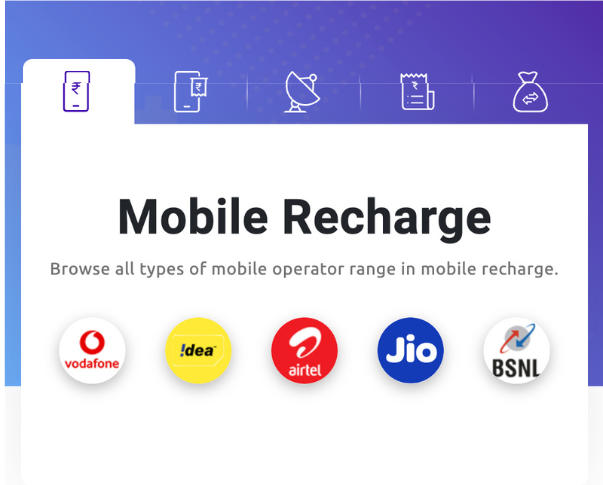 ₹
₹
₹
Mobile Recharge
Browse all types of mobile operator range in mobile recharge.
vodafone
!dea
airtel
Jio
BSNL